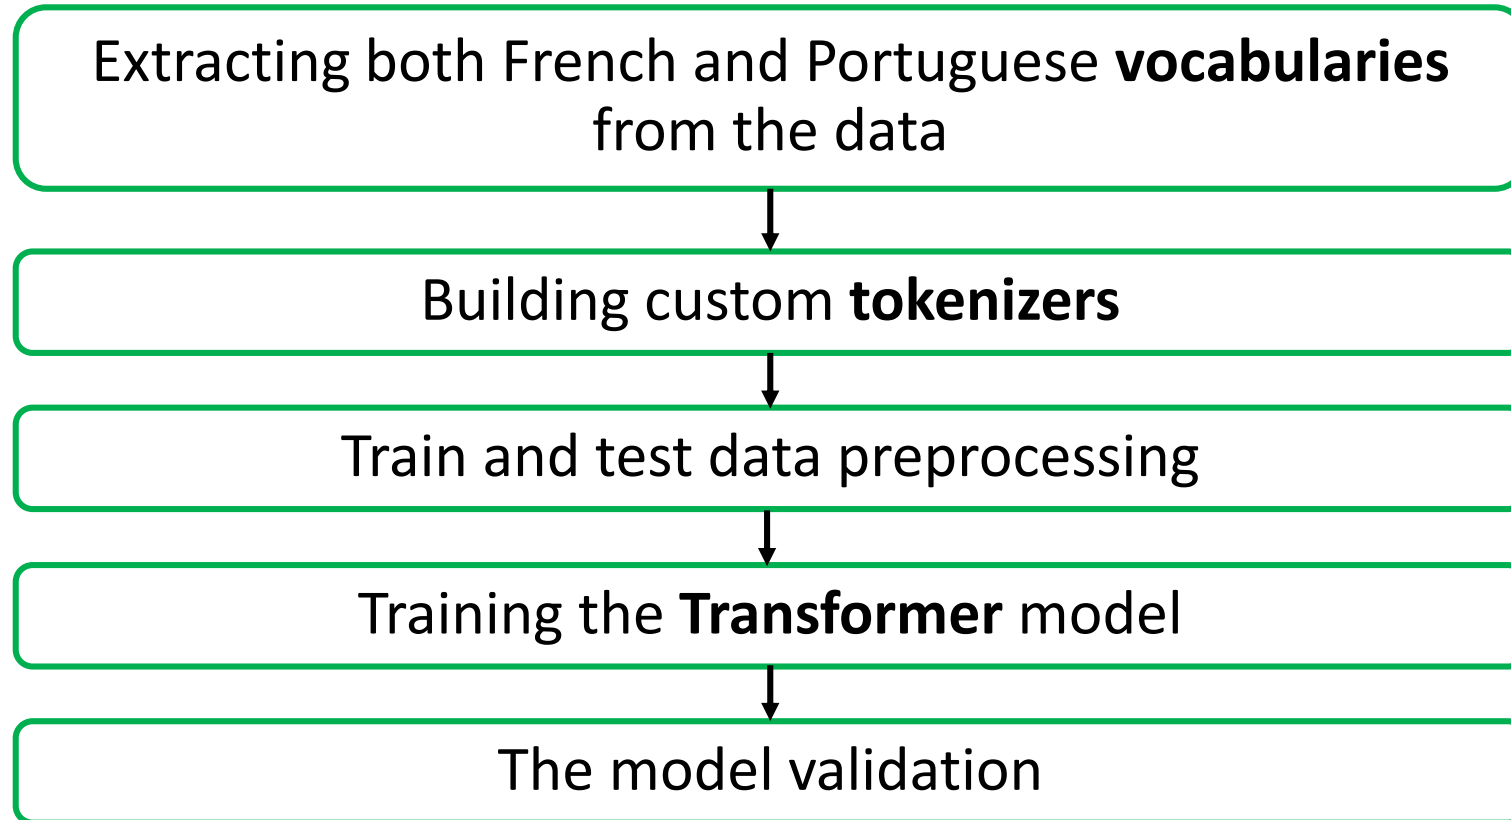 Extracting both French and Portuguese vocabularies
from the data
Building custom tokenizers
Train and test data preprocessing
Training the Transformer model
The model validation